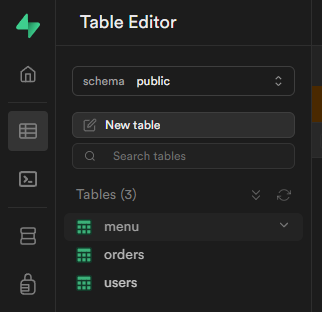 Table Editor
schema public
New table
Search tables
Tables (3)
menu
orders
users